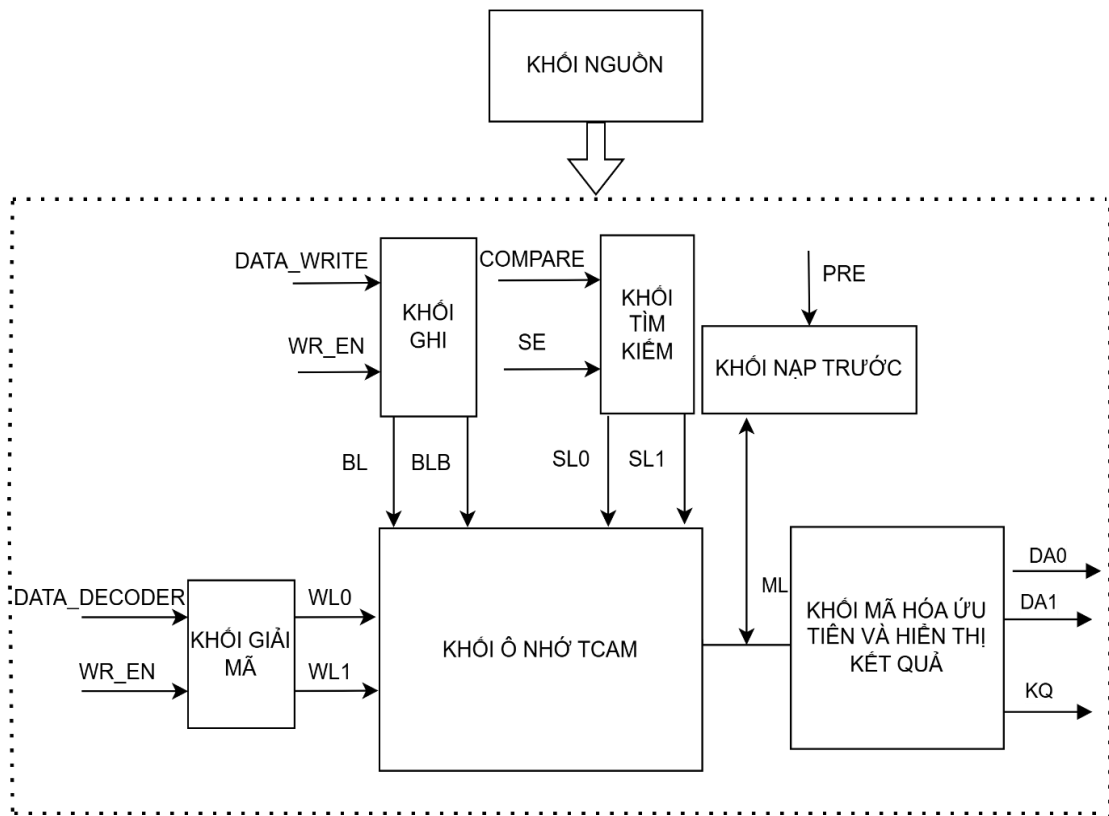 KHỐI NGUỒN
DATA_WRITE
WR_EN
KHỐI
GHI
COMPARE
SE
KHỐI
TÌM
KIẾM
PRE
KHỐI NẠP TRƯỚC
BL
BLB
SL0
SL1
DATA_DECODER
WR_EN
KHỐI GIẢI
MÃ
WL0
WL1
KHỐI Ô NHỚ TCAM
ML
KHỐI MÃ HÓA ỨU
TIÊN VÀ HIỂN THỊ
KẾT QUẢ
DA0
DA1
KQ